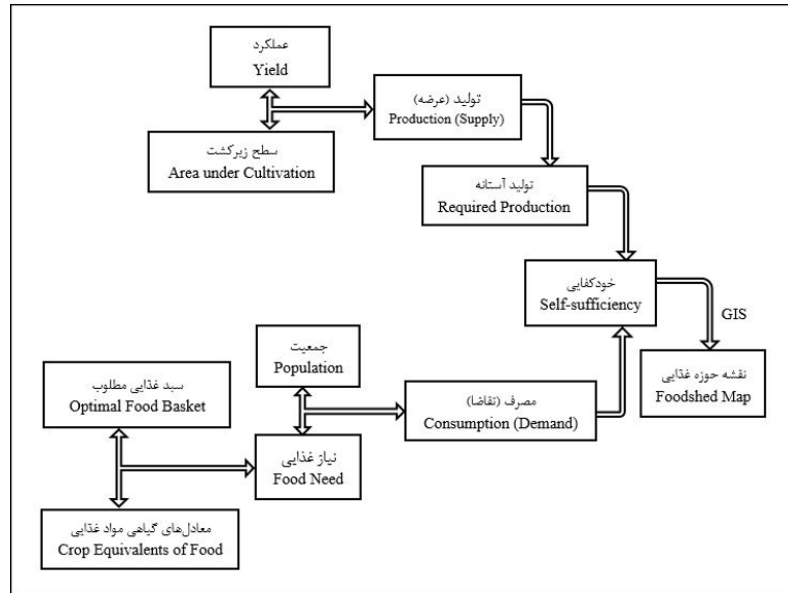 عملکرد
Yield
تولید (عرضه)
Production (Supply)
سطح زیرکشت
Area under Cultivation
تولید آستانه
Required Production
خودکفایی
Self-sufficiency
GIS
جمعیت
Population
نقشه حوزه غذایی
Foodshed Map
سبد غذایی مطلوب
Optimal Food Basket
مصرف (تقاضا)
Consumption (Demand)
نیاز غذایی
Food Need
معادل‌های گیاهی مواد غذایی
Crop Equivalents of Food